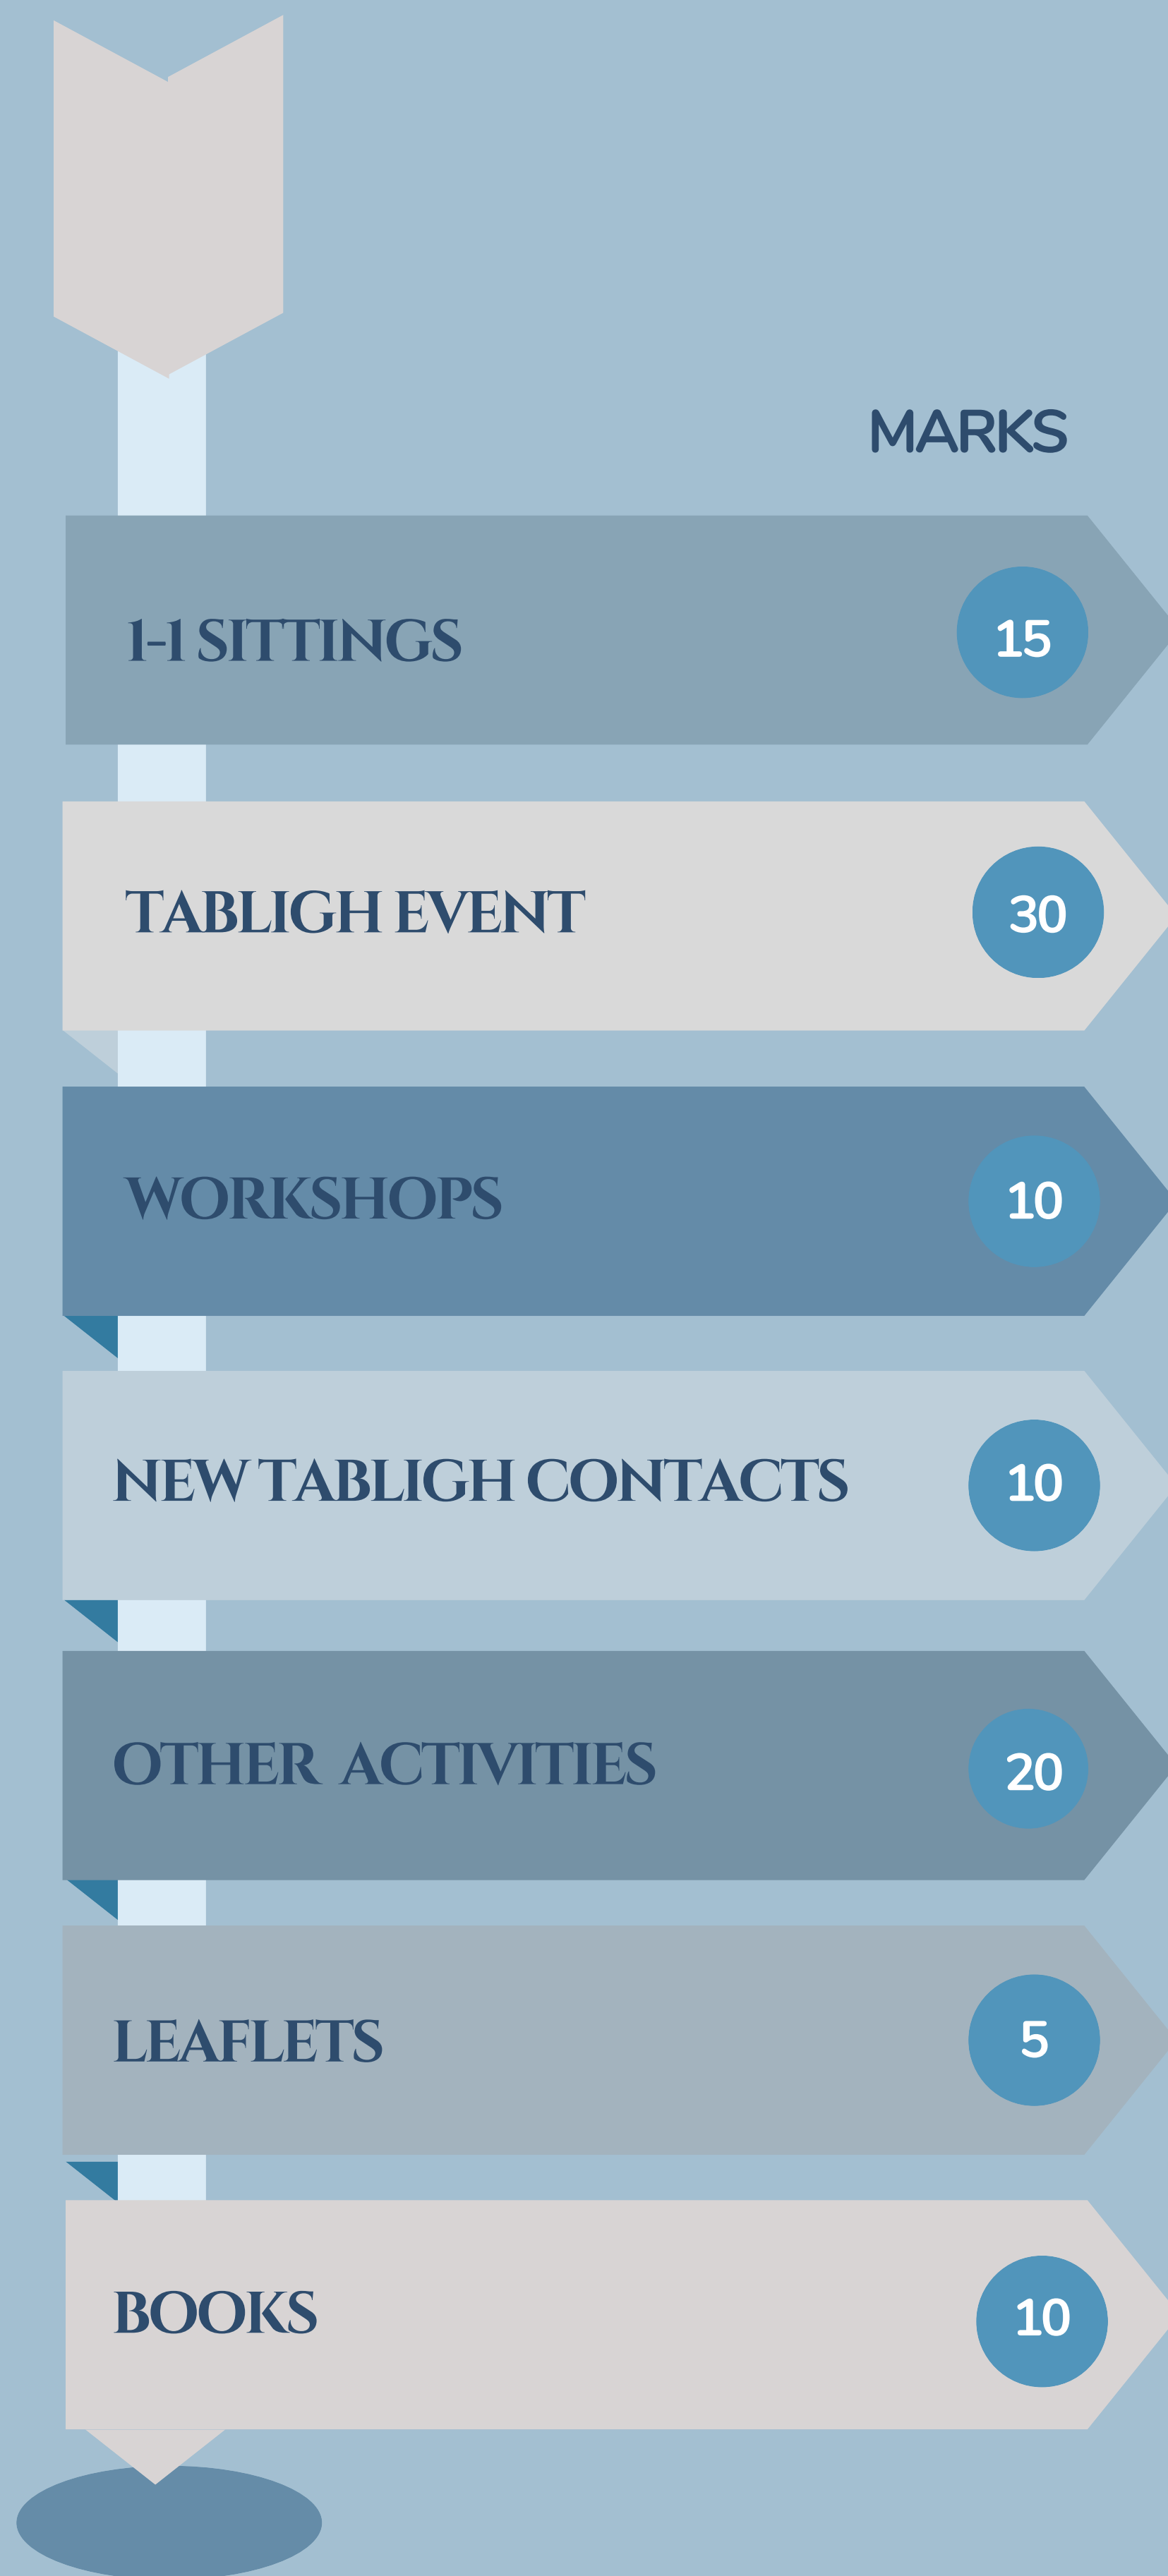 MARKS
1-1 SITTINGS 15
TABLIGH EVENT 30
WORKSHOPS 10
NEW TABLIGH CONTACTS 10
OTHER ACTIVITIES 20
LEAFLETS 5
BOOKS 10